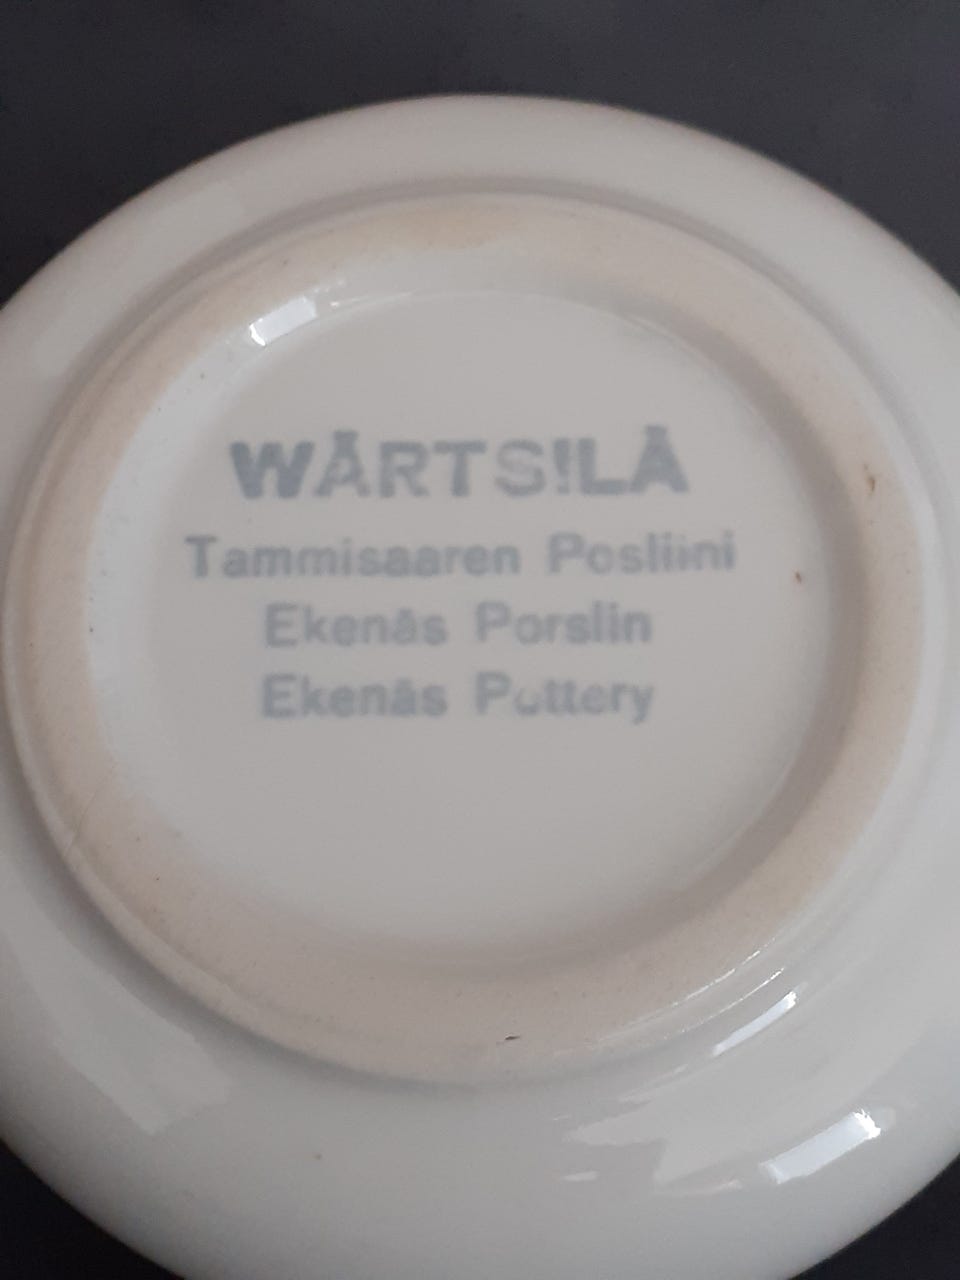 WÄRTSILÄ
Tammisaaren Posliini
Ekenäs Porslin
Ekenäs Pottery